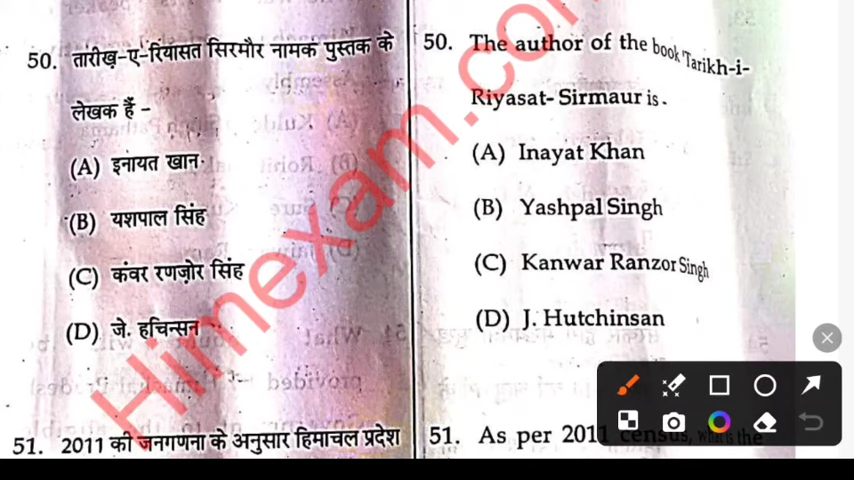 50. तारीख़-ए-रियासत सिरमौर नामक पुस्तक के
लेखक हैं -
(A) इनायत खान
(B) यशपाल सिंह
(C) कंवर रणज़ोर सिंह
(D) जे. हचिन्सन
51. 2011 की जनगणना के अनुसार हिमाचल प्रदेश
50. The author of the book 'Tarikh-i-
Riyasat- Sirmaur is -
(A) Inayat Khan
(B) Yashpal Singh
(C) Kanwar Ranzor Singh
(D) J. Hutchinsan
51. As per 2011 census, what is the
Himexam.com